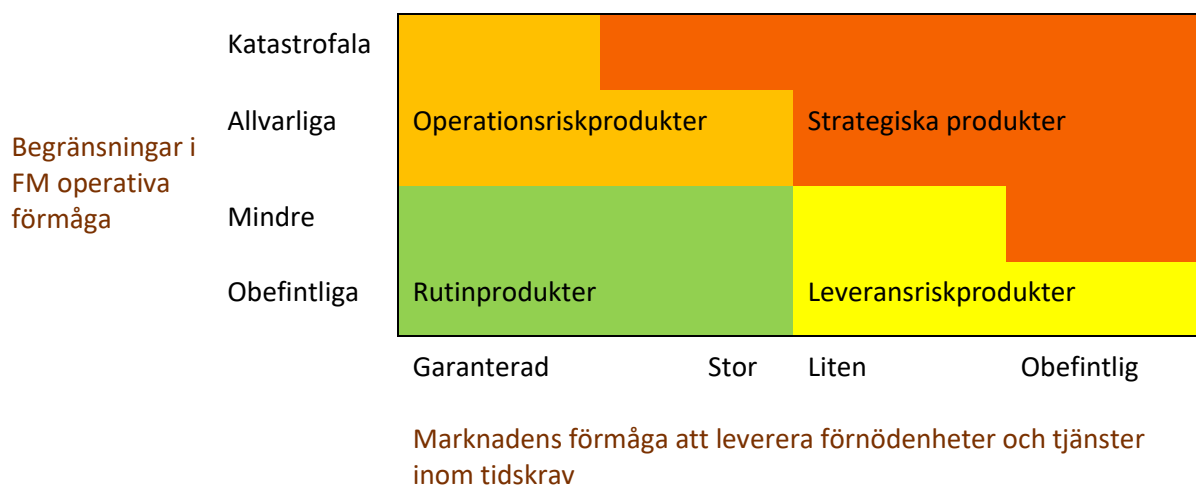 Katastrofala
Allvarliga
Operationsriskprodukter
Strategiska produkter
Begränsningar i
FM operativa
förmåga
Mindre
Obefintliga
Rutinprodukter
Leveransriskprodukter
Garanterad
Stor
Liten
Obefintlig
Marknadens förmåga att leverera förnödenheter och tjänster
inom tidskrav